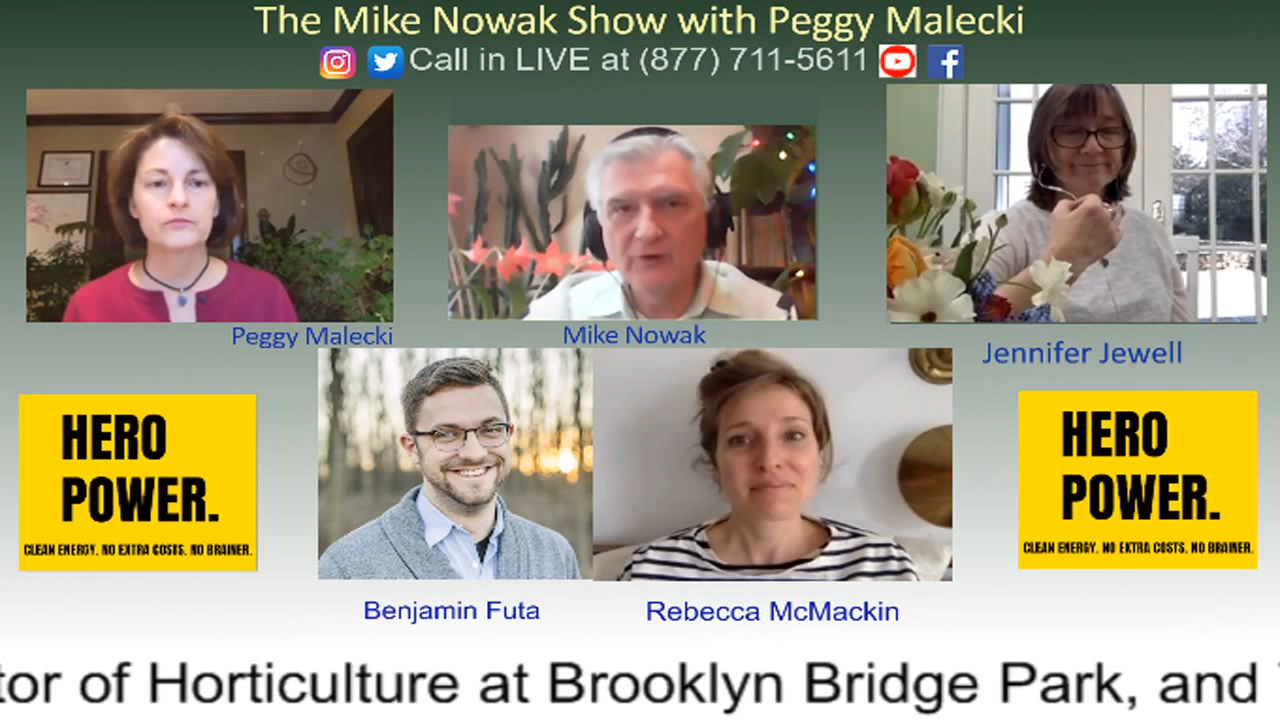 The Mike Nowak Show with Peggy Malecki
Call in LIVE at (877) 711-5611
Peggy Malecki
Mike Nowak
Jennifer Jewell
HERO
POWER.
CLEAN ENERGY. NO EXTRA COSTS. NO BRAINER.
HERO
POWER.
CLEAN ENERGY. NO EXTRA COSTS. NO BRAINER.
Benjamin Futa
Rebecca McMackin
tor of Horticulture at Brooklyn Bridge Park, and